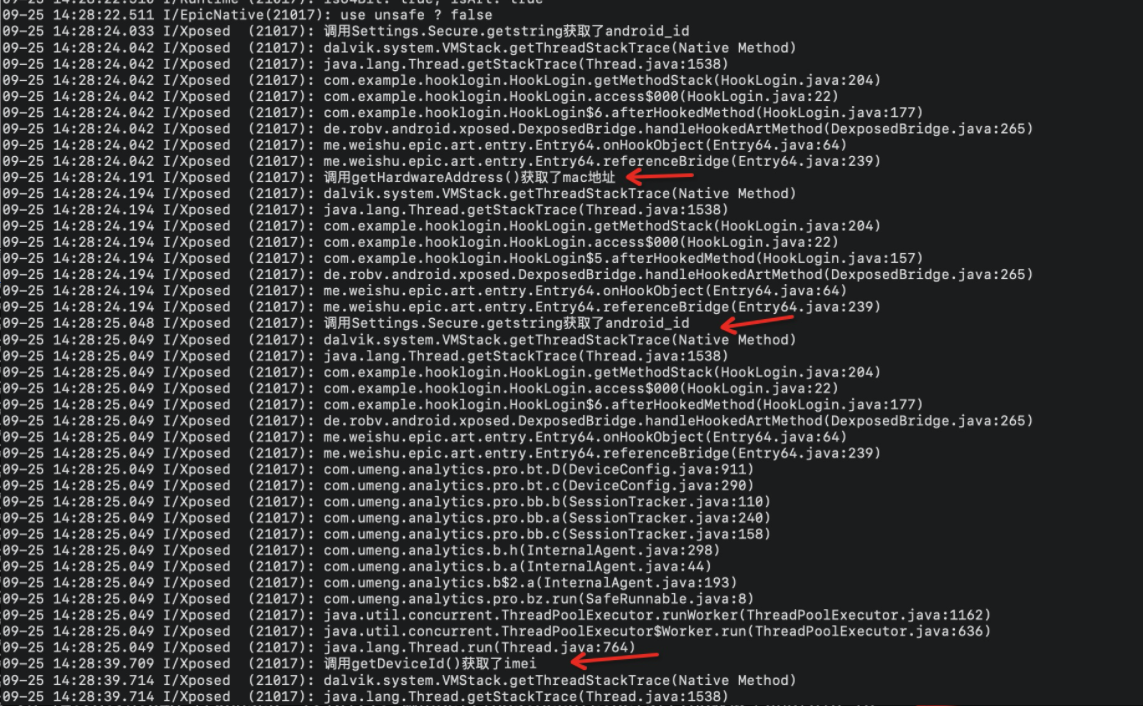 09-25 14:28:22.511 I/EpicNative(21017): use unsafe ? false
09-25 14:28:24.033 I/Xposed  (21017): 调用Settings.Secure.getstring获取了android_id
09-25 14:28:24.042 I/Xposed  (21017): dalvik.system.VMStack.getThreadStackTrace(Native Method)
09-25 14:28:24.042 I/Xposed  (21017): java.lang.Thread.getStackTrace(Thread.java:1538)
09-25 14:28:24.042 I/Xposed  (21017): com.example.hooklogin.HookLogin.getMethodStack(HookLogin.java:204)
09-25 14:28:24.042 I/Xposed  (21017): com.example.hooklogin.HookLogin.access$000(HookLogin.java:22)
09-25 14:28:24.042 I/Xposed  (21017): com.example.hooklogin.HookLogin$6.afterHookedMethod(HookLogin.java:177)
09-25 14:28:24.042 I/Xposed  (21017): de.robv.android.xposed.DexposedBridge.handleHookedArtMethod(DexposedBridge.java:265)
09-25 14:28:24.042 I/Xposed  (21017): me.weishu.epic.art.entry.Entry64.onHookObject(Entry64.java:64)
09-25 14:28:24.042 I/Xposed  (21017): me.weishu.epic.art.entry.Entry64.referenceBridge(Entry64.java:239)
09-25 14:28:24.191 I/Xposed  (21017): 调用getHardwareAddress()获取了mac地址
09-25 14:28:24.194 I/Xposed  (21017): dalvik.system.VMStack.getThreadStackTrace(Native Method)
09-25 14:28:24.194 I/Xposed  (21017): java.lang.Thread.getStackTrace(Thread.java:1538)
09-25 14:28:24.194 I/Xposed  (21017): com.example.hooklogin.HookLogin.getMethodStack(HookLogin.java:204)
09-25 14:28:24.194 I/Xposed  (21017): com.example.hooklogin.HookLogin.access$000(HookLogin.java:22)
09-25 14:28:24.194 I/Xposed  (21017): com.example.hooklogin.HookLogin$5.afterHookedMethod(HookLogin.java:157)
09-25 14:28:24.194 I/Xposed  (21017): de.robv.android.xposed.DexposedBridge.handleHookedArtMethod(DexposedBridge.java:265)
09-25 14:28:24.194 I/Xposed  (21017): me.weishu.epic.art.entry.Entry64.onHookObject(Entry64.java:64)
09-25 14:28:24.194 I/Xposed  (21017): me.weishu.epic.art.entry.Entry64.referenceBridge(Entry64.java:239)
09-25 14:28:25.048 I/Xposed  (21017): 调用Settings.Secure.getstring获取了android_id
09-25 14:28:25.049 I/Xposed  (21017): dalvik.system.VMStack.getThreadStackTrace(Native Method)
09-25 14:28:25.049 I/Xposed  (21017): java.lang.Thread.getStackTrace(Thread.java:1538)
09-25 14:28:25.049 I/Xposed  (21017): com.example.hooklogin.HookLogin.getMethodStack(HookLogin.java:204)
09-25 14:28:25.049 I/Xposed  (21017): com.example.hooklogin.HookLogin.access$000(HookLogin.java:22)
09-25 14:28:25.049 I/Xposed  (21017): com.example.hooklogin.HookLogin$6.afterHookedMethod(HookLogin.java:177)
09-25 14:28:25.049 I/Xposed  (21017): de.robv.android.xposed.DexposedBridge.handleHookedArtMethod(DexposedBridge.java:265)
09-25 14:28:25.049 I/Xposed  (21017): me.weishu.epic.art.entry.Entry64.onHookObject(Entry64.java:64)
09-25 14:28:25.049 I/Xposed  (21017): me.weishu.epic.art.entry.Entry64.referenceBridge(Entry64.java:239)
09-25 14:28:25.049 I/Xposed  (21017): com.umeng.analytics.pro.bt.D(DeviceConfig.java:911)
09-25 14:28:25.049 I/Xposed  (21017): com.umeng.analytics.pro.bt.c(DeviceConfig.java:290)
09-25 14:28:25.049 I/Xposed  (21017): com.umeng.analytics.pro.bb.b(SessionTracker.java:110)
09-25 14:28:25.049 I/Xposed  (21017): com.umeng.analytics.pro.bb.a(SessionTracker.java:240)
09-25 14:28:25.049 I/Xposed  (21017): com.umeng.analytics.pro.bb.c(SessionTracker.java:158)
09-25 14:28:25.049 I/Xposed  (21017): com.umeng.analytics.b.h(InternalAgent.java:298)
09-25 14:28:25.049 I/Xposed  (21017): com.umeng.analytics.b.a(InternalAgent.java:44)
09-25 14:28:25.049 I/Xposed  (21017): com.umeng.analytics.b$2.a(InternalAgent.java:193)
09-25 14:28:25.049 I/Xposed  (21017): com.umeng.analytics.pro.bz.run(SafeRunnable.java:8)
09-25 14:28:25.049 I/Xposed  (21017): java.util.concurrent.ThreadPoolExecutor.runWorker(ThreadPoolExecutor.java:1162)
09-25 14:28:25.049 I/Xposed  (21017): java.util.concurrent.ThreadPoolExecutor$Worker.run(ThreadPoolExecutor.java:636)
09-25 14:28:25.049 I/Xposed  (21017): java.lang.Thread.run(Thread.java:764)
09-25 14:28:39.709 I/Xposed  (21017): 调用getDeviceId()获取了imei
09-25 14:28:39.714 I/Xposed  (21017): dalvik.system.VMStack.getThreadStackTrace(Native Method)
09-25 14:28:39.714 I/Xposed  (21017): java.lang.Thread.getStackTrace(Thread.java:1538)